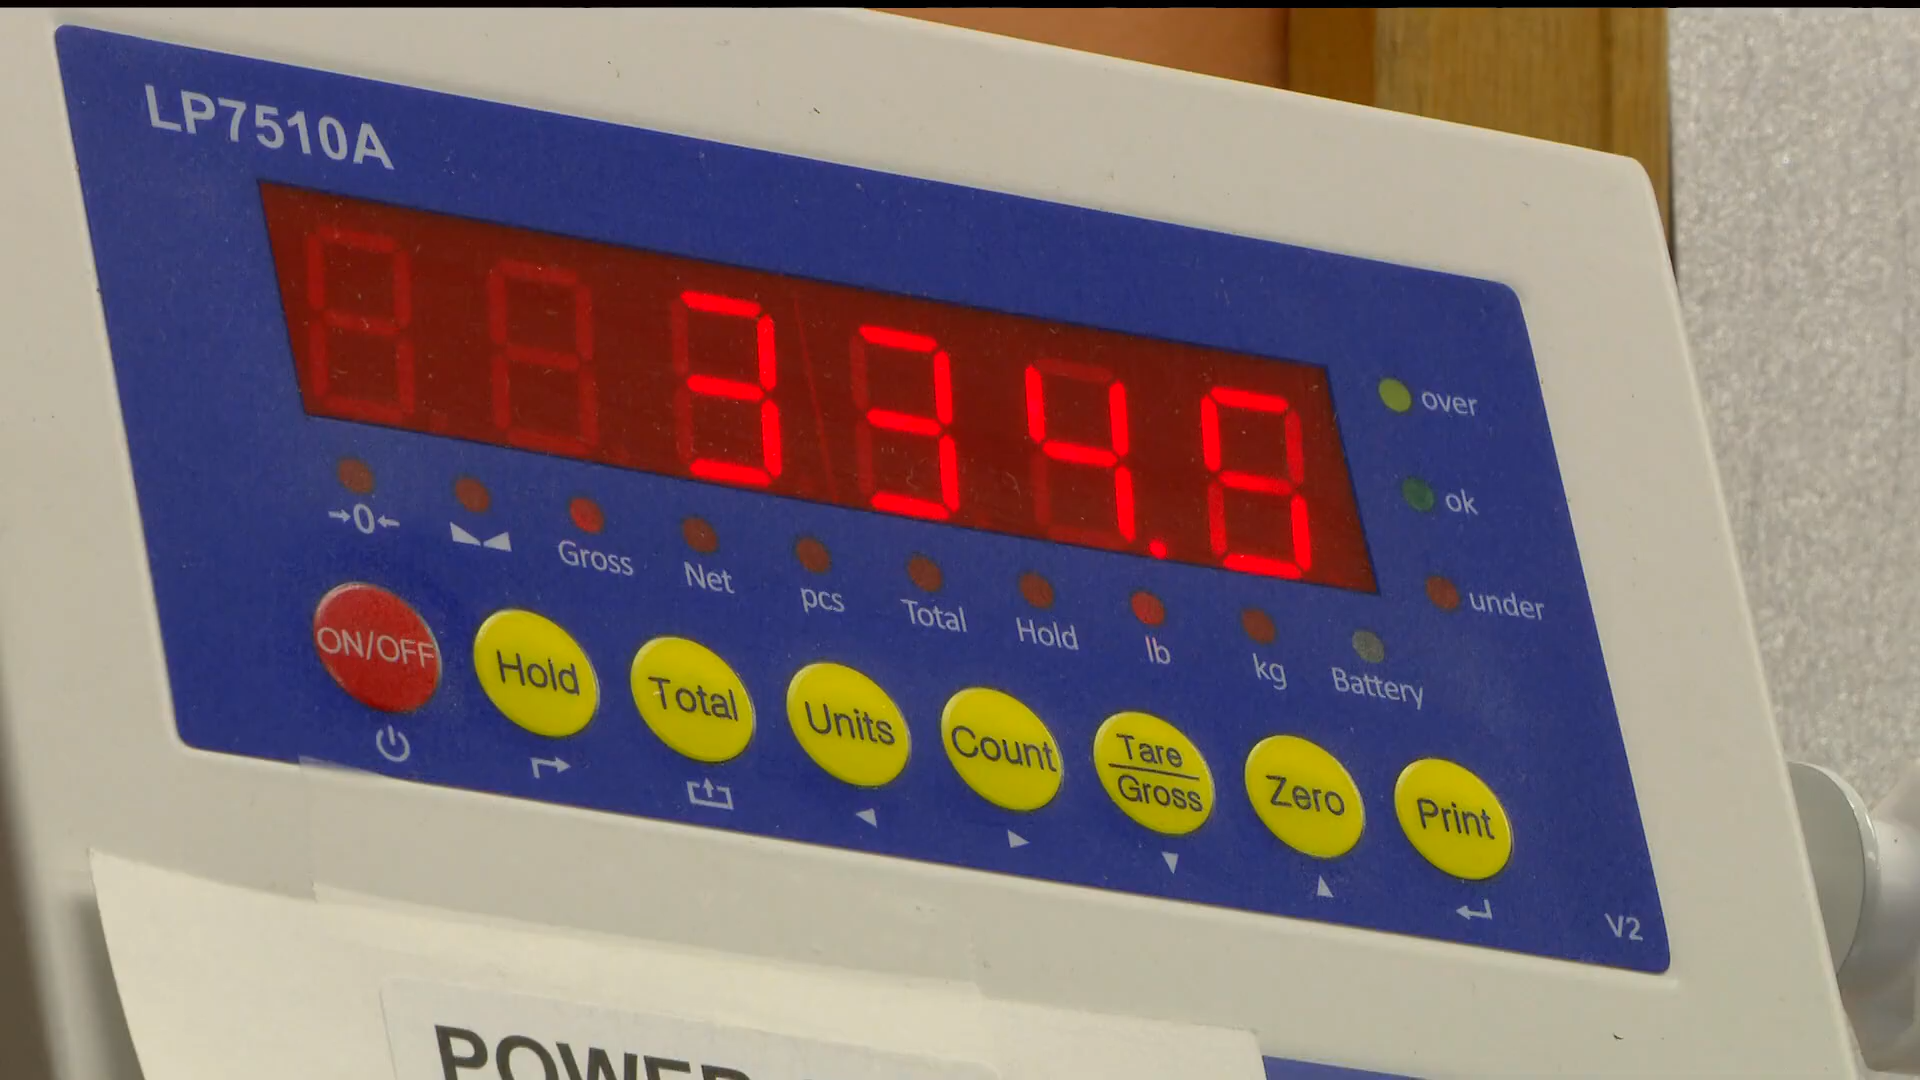 LP7510A
334.5
over
ok
under
→0←
Gross
Net
pcs
Total
Hold
lb
kg
Battery
ON/OFF
Hold
Total
Units
Count
Tare
Gross
Zero
Print
V2
POWER